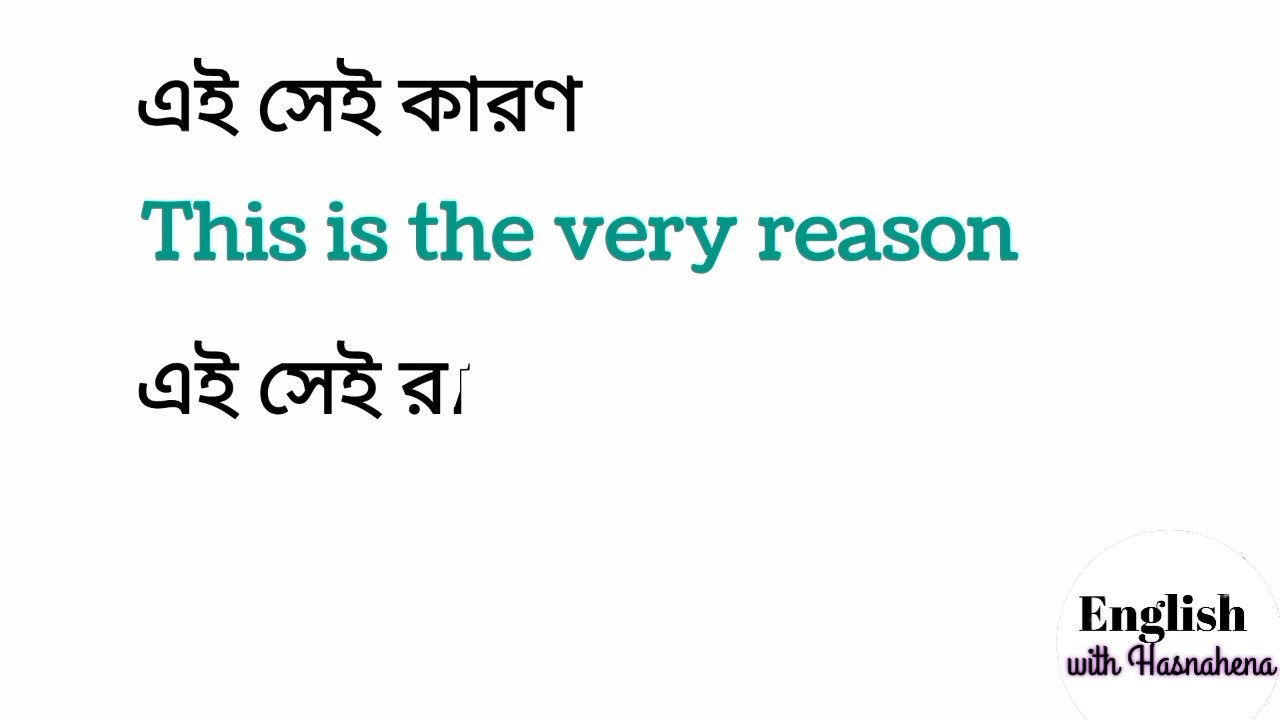 এই সেই কারণ
This is the very reason
এই সেই
English
with Hasnahena